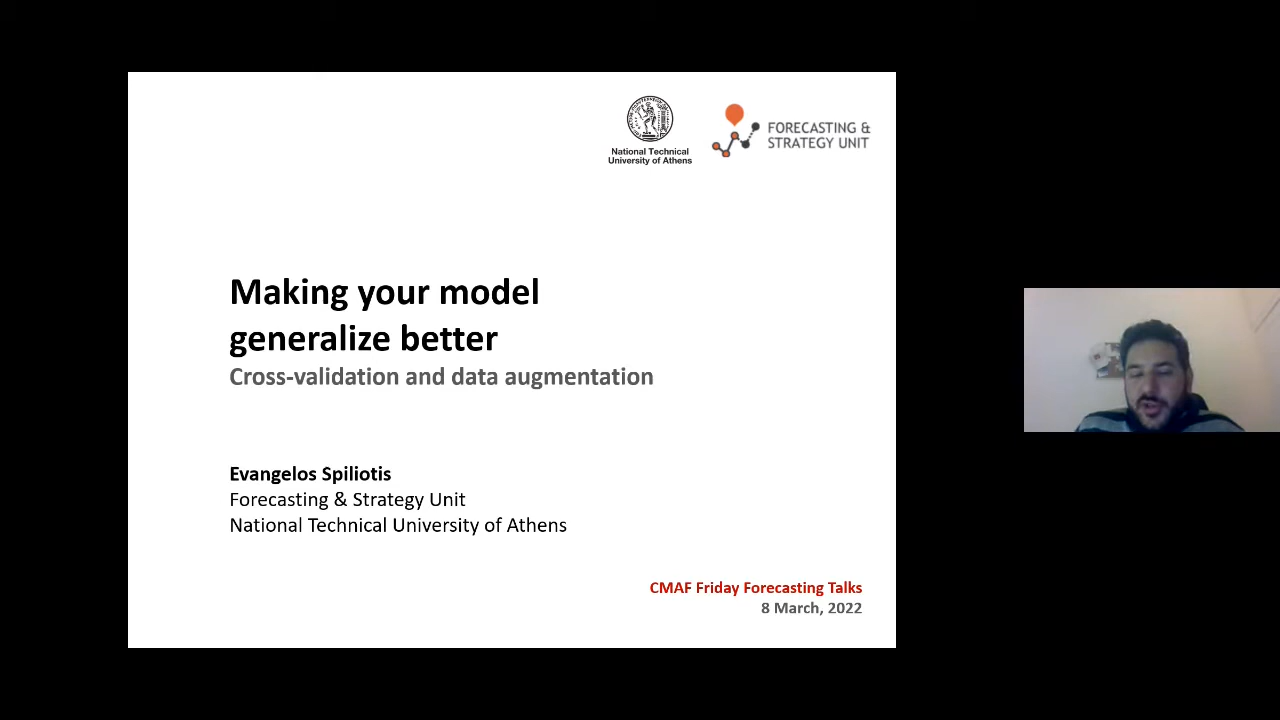 National Technical
University of Athens
FORECASTING &
STRATEGY UNIT
Making your model
generalize better
Cross-validation and data augmentation
Evangelos Spiliotis
Forecasting & Strategy Unit
National Technical University of Athens
CMAF Friday Forecasting Talks
8 March, 2022